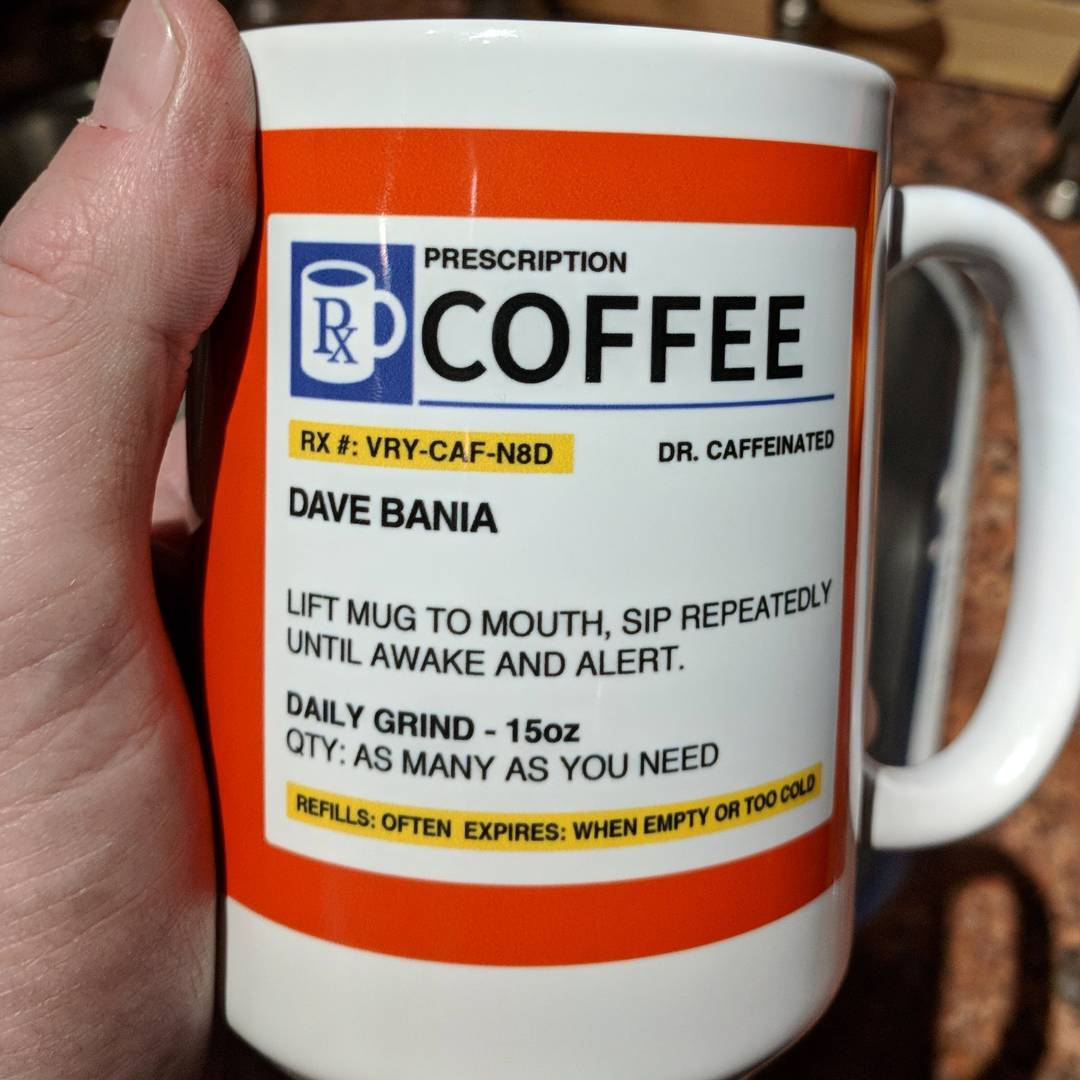 PRESCRIPTION
Rx
COFFEE
RX #: VRY-CAF-N8D
DR. CAFFEINATED
DAVE BANIA
LIFT MUG TO MOUTH, SIP REPEATEDLY
UNTIL AWAKE AND ALERT.
DAILY GRIND - 15oz
QTY: AS MANY AS YOU NEED
REFILLS: OFTEN EXPIRES: WHEN EMPTY OR TOO COLD